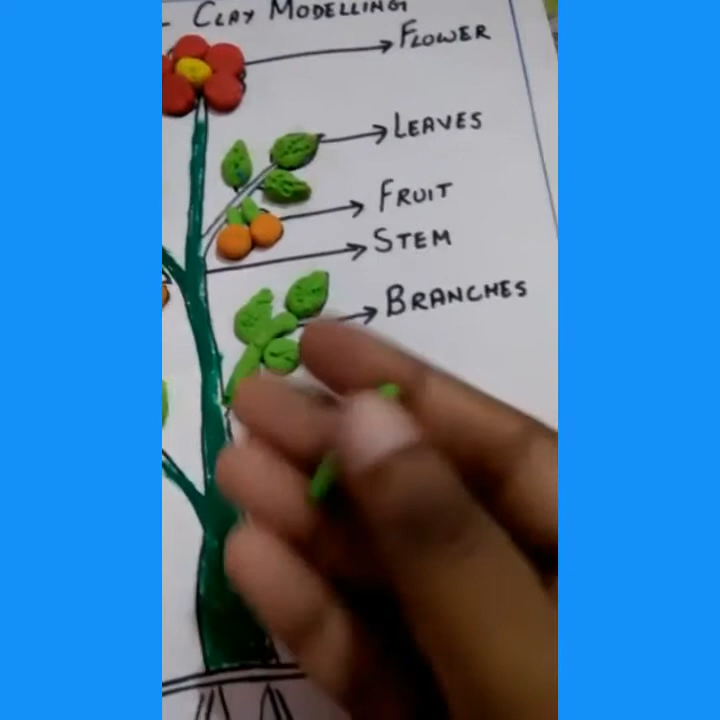 - CLAY MODELLING
FLOWER
LEAVES
FRUIT
STEM
BRANCHES